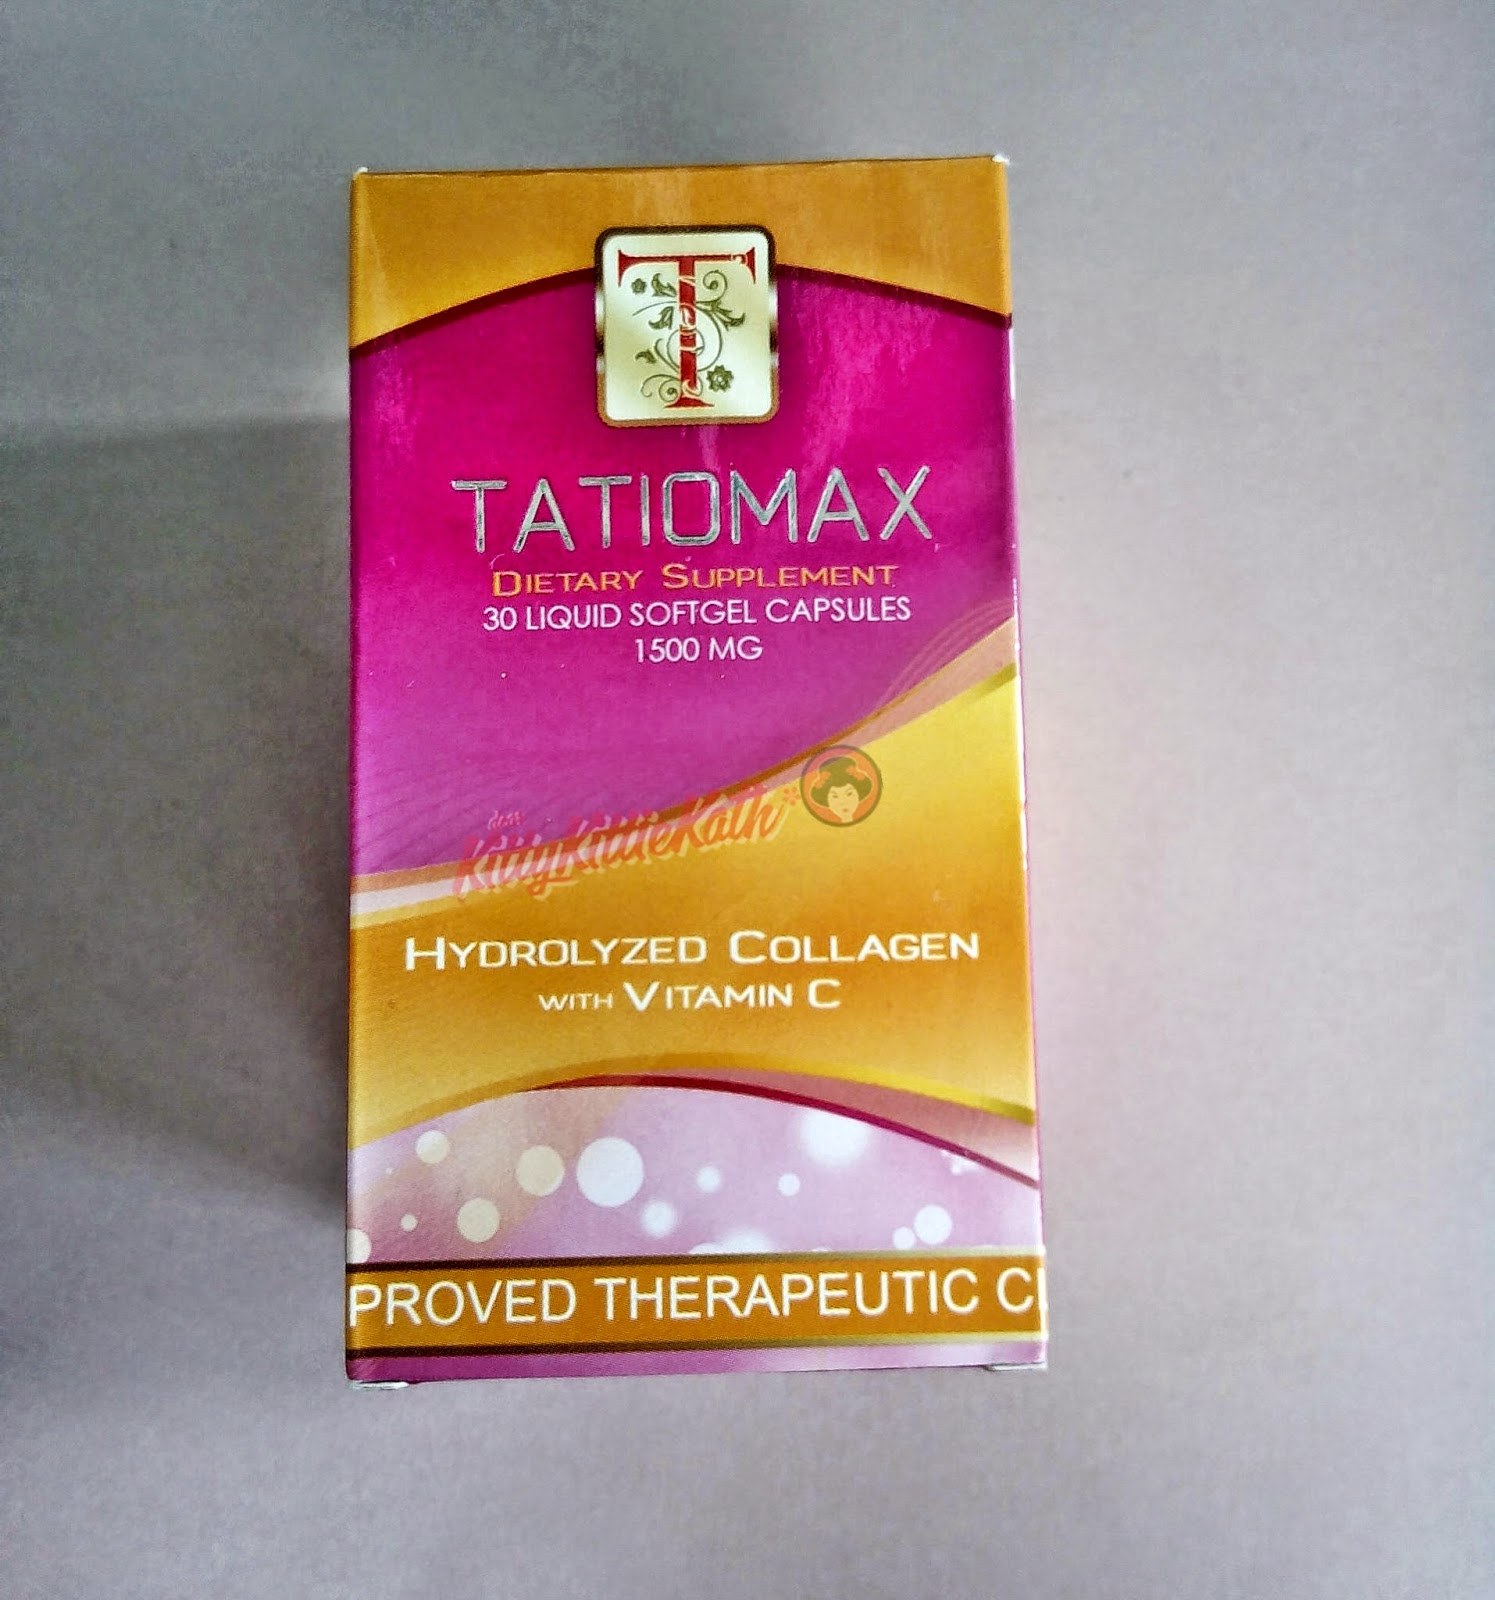 T
TATIOMAX
DIETARY SUPPLEMENT
30 LIQUID SOFTGEL CAPSULES
1500 MG
KittyKittieKath
HYDROLYZED COLLAGEN
WITH VITAMIN C
PROVED THERAPEUTIC C